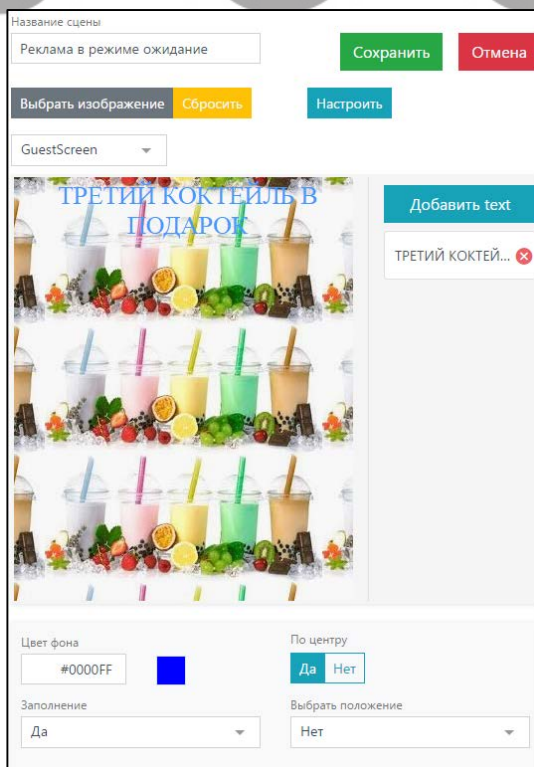 Название сцены
Реклама в режиме ожидание
Сохранить
Отмена
Выбрать изображение
Сбросить
Настроить
GuestScreen
ТРЕТИЙ КОКТЕЙЛЬ В
ПОДАРОК
Добавить text
ТРЕТИЙ КОКТЕЙ...
Цвет фона
#0000FF
По центру
Да
Нет
Заполнение
Да
Выбрать положение
Нет